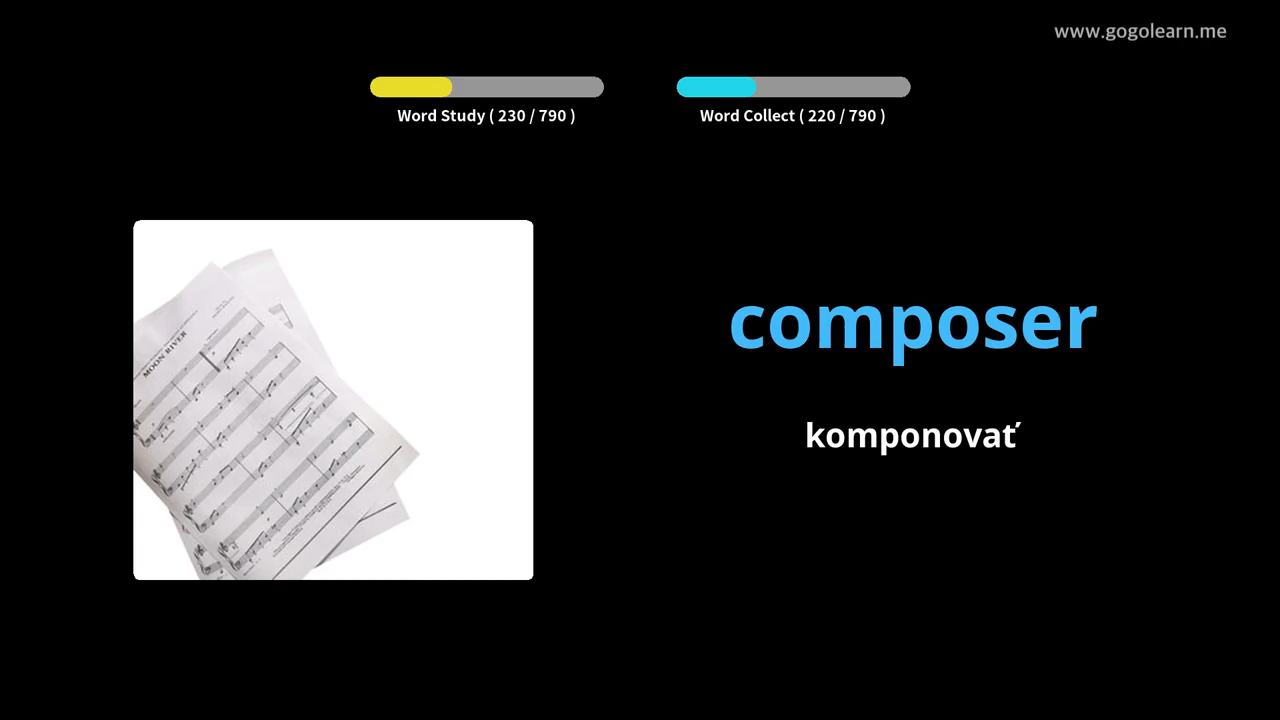 www.gogolearn.me
Word Study ( 230 / 790 )
Word Collect ( 220 / 790 )
MOON RIVER
composer
komponovať